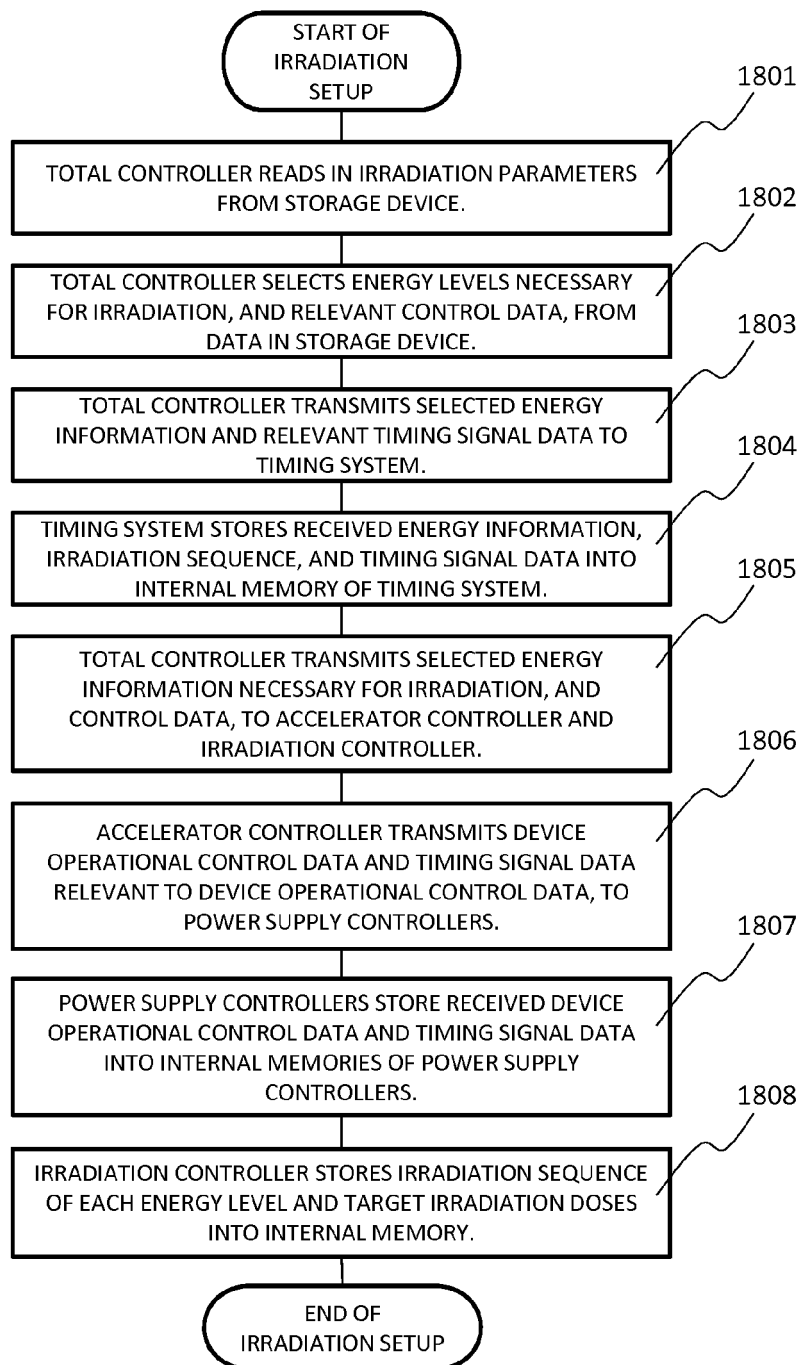 START OF
IRRADIATION
SETUP
1801
TOTAL CONTROLLER READS IN IRRADIATION PARAMETERS
FROM STORAGE DEVICE.
1802
TOTAL CONTROLLER SELECTS ENERGY LEVELS NECESSARY
FOR IRRADIATION, AND RELEVANT CONTROL DATA, FROM
DATA IN STORAGE DEVICE.
1803
TOTAL CONTROLLER TRANSMITS SELECTED ENERGY
INFORMATION AND RELEVANT TIMING SIGNAL DATA TO
TIMING SYSTEM.
1804
TIMING SYSTEM STORES RECEIVED ENERGY INFORMATION,
IRRADIATION SEQUENCE, AND TIMING SIGNAL DATA INTO
INTERNAL MEMORY OF TIMING SYSTEM.
1805
TOTAL CONTROLLER TRANSMITS SELECTED ENERGY
INFORMATION NECESSARY FOR IRRADIATION, AND
CONTROL DATA, TO ACCELERATOR CONTROLLER AND
IRRADIATION CONTROLLER.
1806
ACCELERATOR CONTROLLER TRANSMITS DEVICE
OPERATIONAL CONTROL DATA AND TIMING SIGNAL DATA
RELEVANT TO DEVICE OPERATIONAL CONTROL DATA, TO
POWER SUPPLY CONTROLLERS.
1807
POWER SUPPLY CONTROLLERS STORE RECEIVED DEVICE
OPERATIONAL CONTROL DATA AND TIMING SIGNAL DATA
INTO INTERNAL MEMORIES OF POWER SUPPLY
CONTROLLERS.
1808
IRRADIATION CONTROLLER STORES IRRADIATION SEQUENCE
OF EACH ENERGY LEVEL AND TARGET IRRADIATION DOSES
INTO INTERNAL MEMORY.
END OF
IRRADIATION SETUP